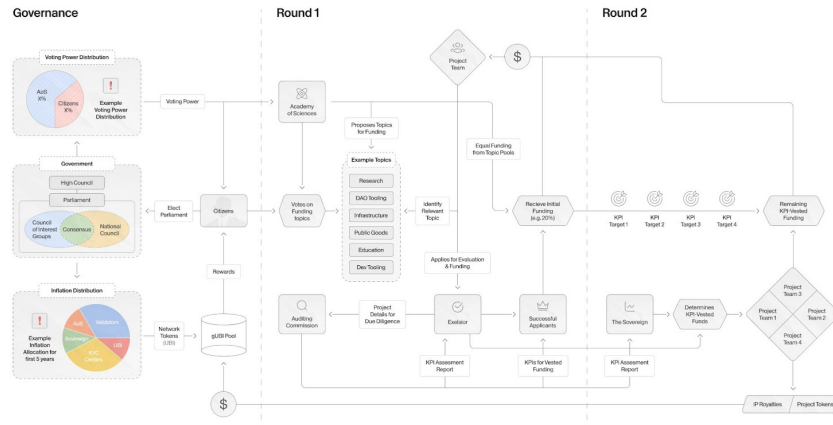 Governance
Round 1
Round 2
Voting Power Distribution
AoS
X%
Citizens
X%
Example
Voting Power
Distribution
Voting Power
Government
High Council
Parliament
Council
of Interest
Groups
Consensus
National
Council
Elect
Parliament
Citizens
Rewards
Inflation Distribution
Example
Inflation
Allocation for
first 5 years
AoS
Validators
Sovereign
UBI
KYC
Citizens
Network
Tokens
(UBI)
gUBI Pool
$
Academy
of Sciences
Votes on
Funding
topics
Proposes Topics
for Funding
Example Topics
Research
DAO Tooling
Infrastructure
Public Goods
Education
Dev Tooling
Project
Team
$
Equal Funding
from Topic Pools
Identify
Relevant
Topic
Applies for Evaluation
& Funding
Recieve Initial
Funding
(e.g. 20%)
Auditing
Commission
Project
Details for
Due Diligence
Exelsior
Successful
Applicants
KPI Assesment
Report
KPIs for Vested
Funding
KPI
Target 1
KPI
Target 2
KPI
Target 3
KPI
Target 4
Remaining
KPI-Vested
Funding
The Sovereign
Determines
KPI-Vested
Funds
KPI Assesment
Report
Project
Team 3
Project
Team 1
Project
Team 2
Project
Team 4
IP Royalties
Project Tokens